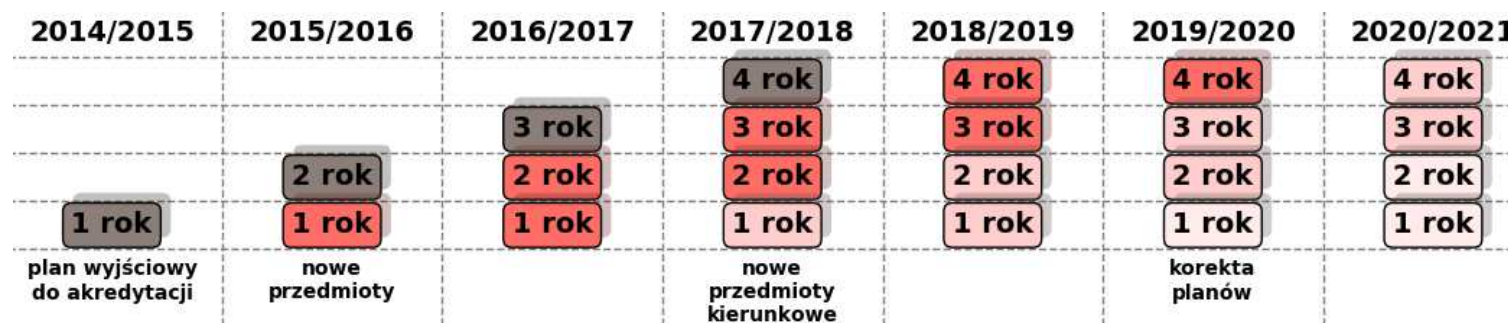 2014/2015 2015/2016 2016/2017 2017/2018 2018/2019 2019/2020 2020/2021
4 rok 4 rok 4 rok 4 rok
3 rok 3 rok 3 rok 3 rok 3 rok
2 rok 2 rok 2 rok 2 rok 2 rok 2 rok
1 rok 1 rok 1 rok 1 rok 1 rok 1 rok 1 rok
plan wyjściowy
do akredytacji
nowe
przedmioty
nowe
przedmioty
kierunkowe
korekta
planów